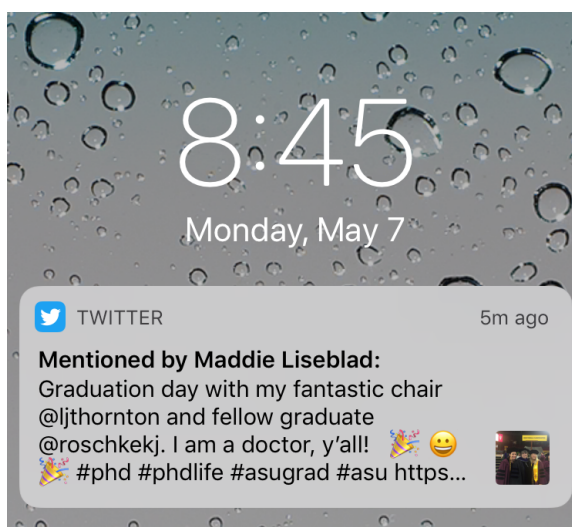 8:45
Monday, May 7
TWITTER 5m ago
Mentioned by Maddie Liseblad:
Graduation day with my fantastic chair
@ljthornton and fellow graduate
@roschkekj. I am a doctor, y’all! 🎉 😀
🎉 #phd #phdlife #asugrad #asu https...